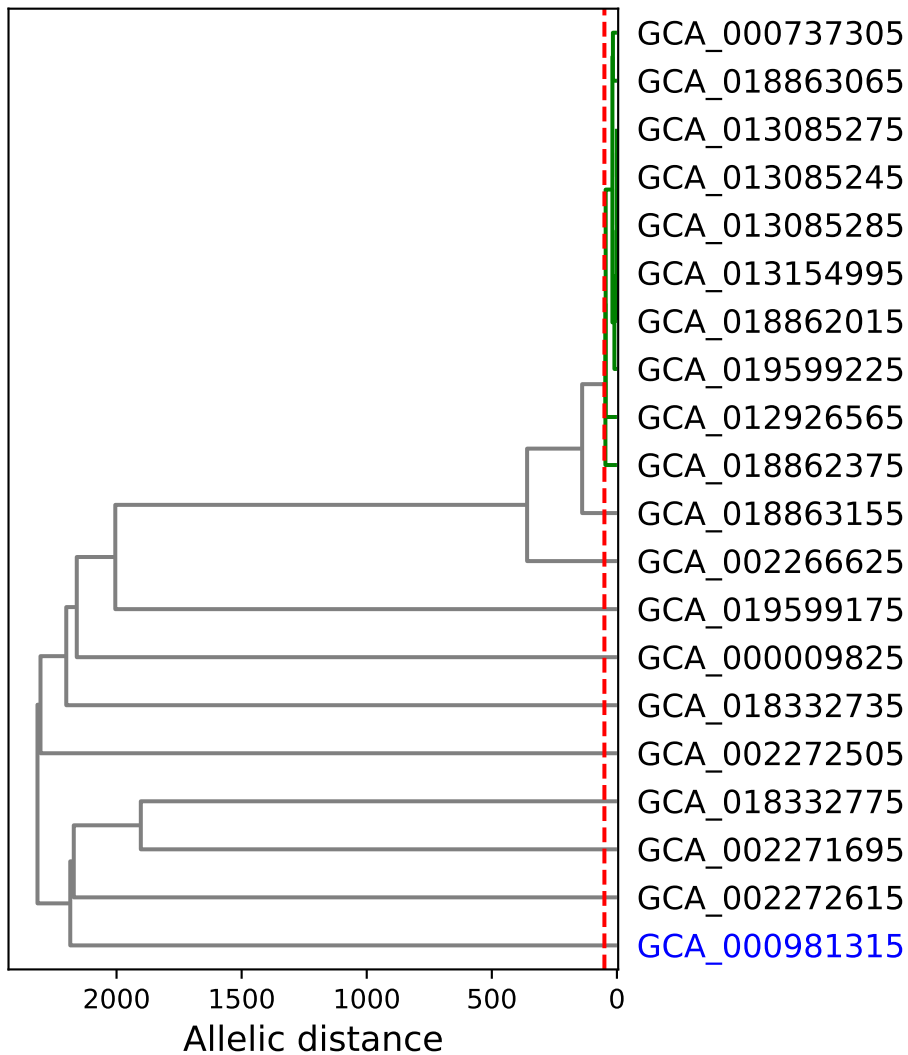 GCA_000737305
GCA_018863065
GCA_013085275
GCA_013085245
GCA_013085285
GCA_013154995
GCA_018862015
GCA_019599225
GCA_012926565
GCA_018862375
GCA_018863155
GCA_002266625
GCA_019599175
GCA_000009825
GCA_018332735
GCA_002272505
GCA_018332775
GCA_002271695
GCA_002272615
GCA_000981315
2000 1500 1000 500 0
Allelic distance